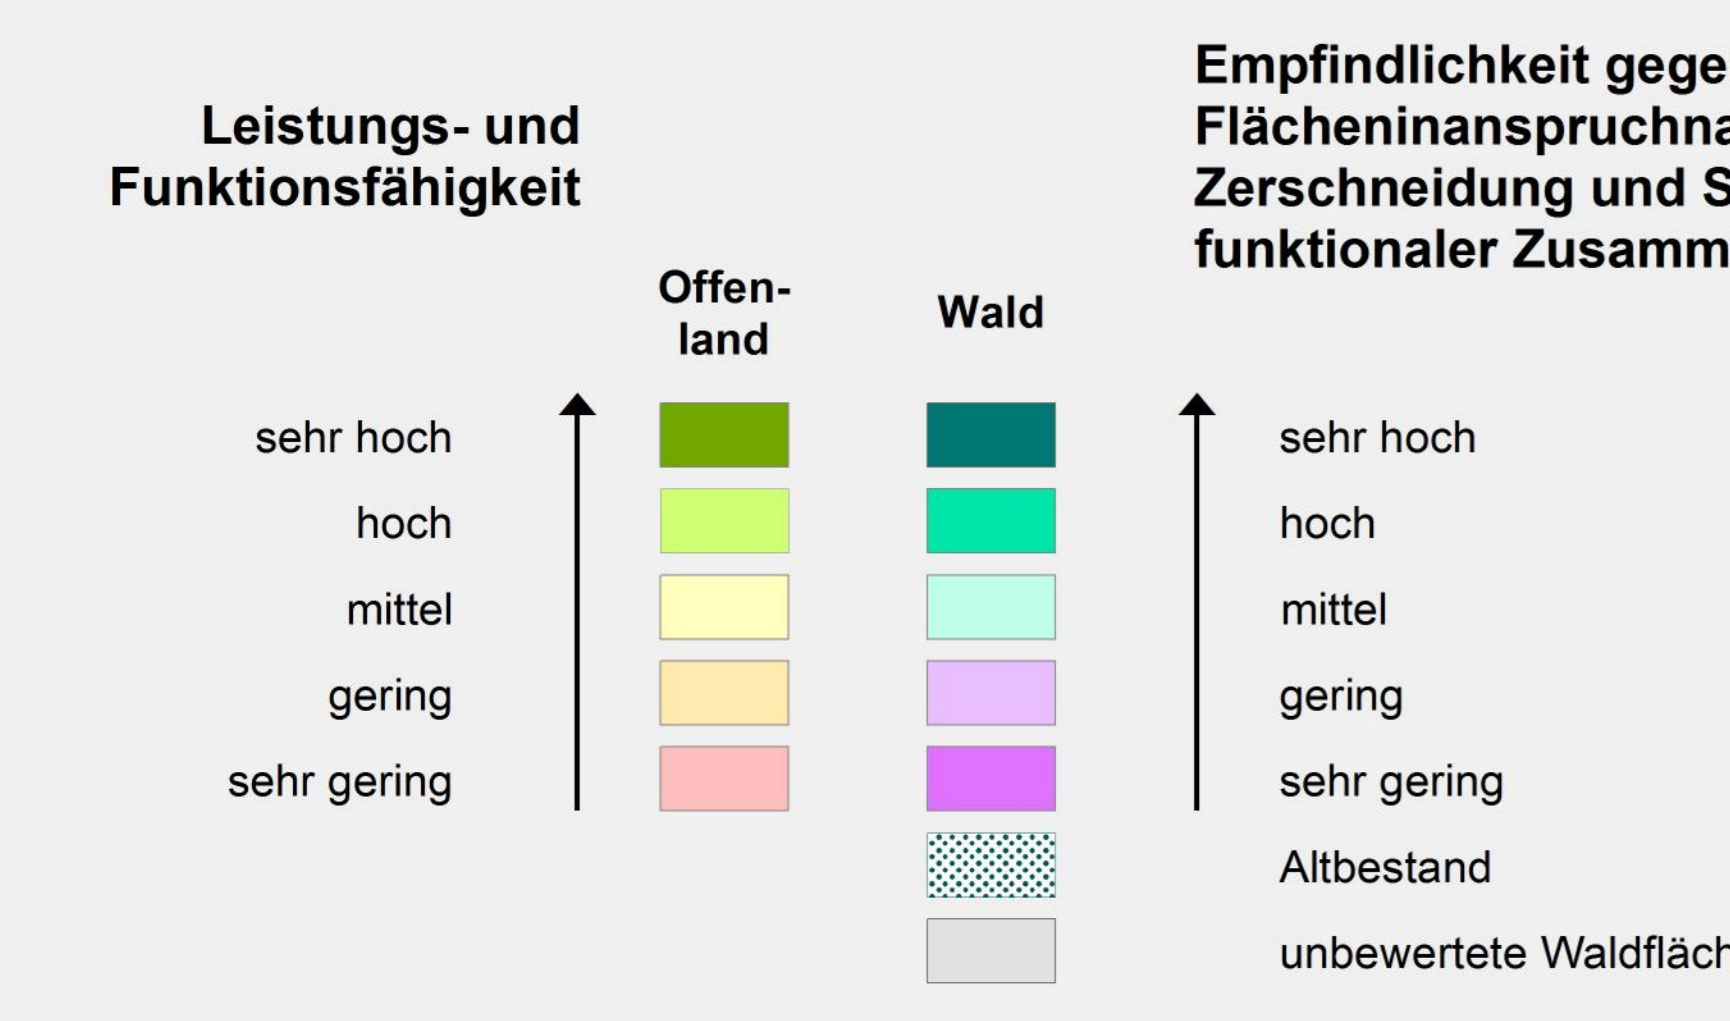 Leistungs- und
Funktionsfähigkeit
Empfindlichkeit gege
Flächeninanspruchna
Zerschneidung und S
funktionaler Zusamm
Offen-
land
Wald
sehr hoch
sehr hoch
hoch
hoch
mittel
mittel
gering
gering
sehr gering
sehr gering
Altbestand
unbewertete Waldfläch